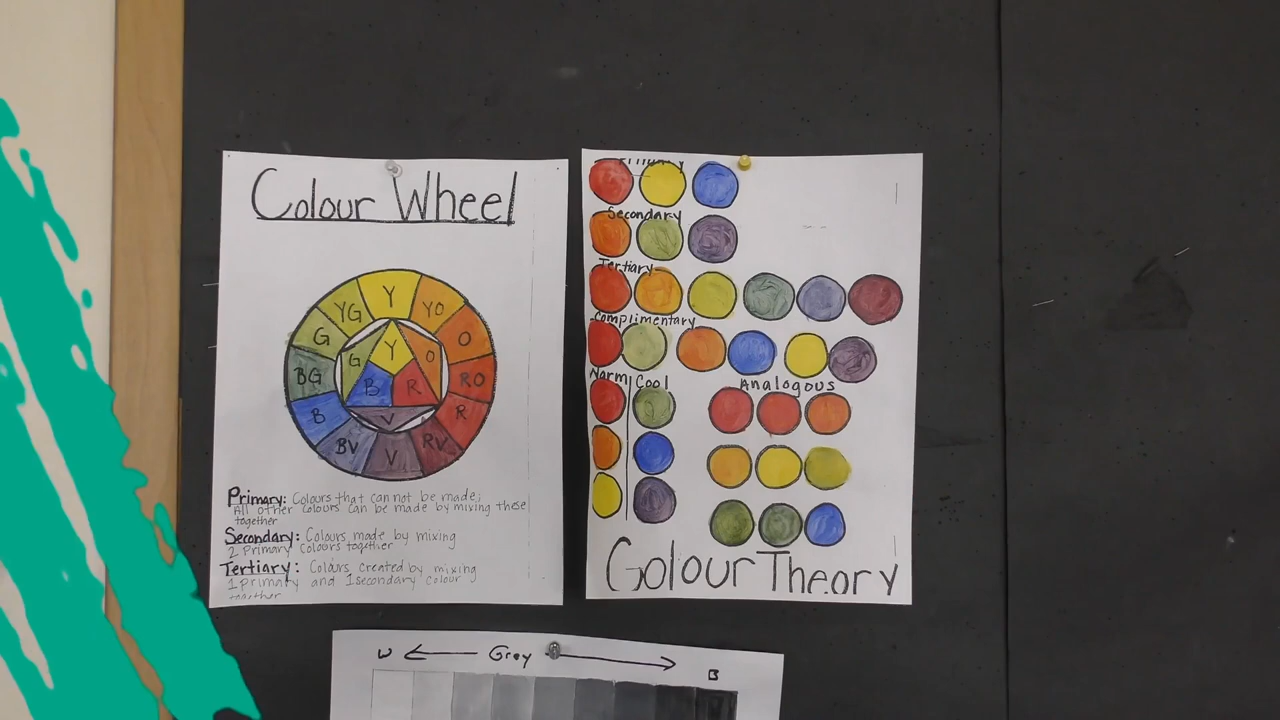 Colour Wheel
Y
YG
YO
G
O
Y
G
O
BG
RO
B
R
B
R
V
BV
RV
V
Primary: Colours that can not be made;
All other colours can be made by mixing these
together
Secondary: Colours made by mixing
2 Primary Colours together
Tertiary: Colours created by mixing
1 primary and 1 secondary colour
together
Primary
Secondary
Tertiary
Complimentary
Warm Cool
Analogous
Colour Theory
W Grey B